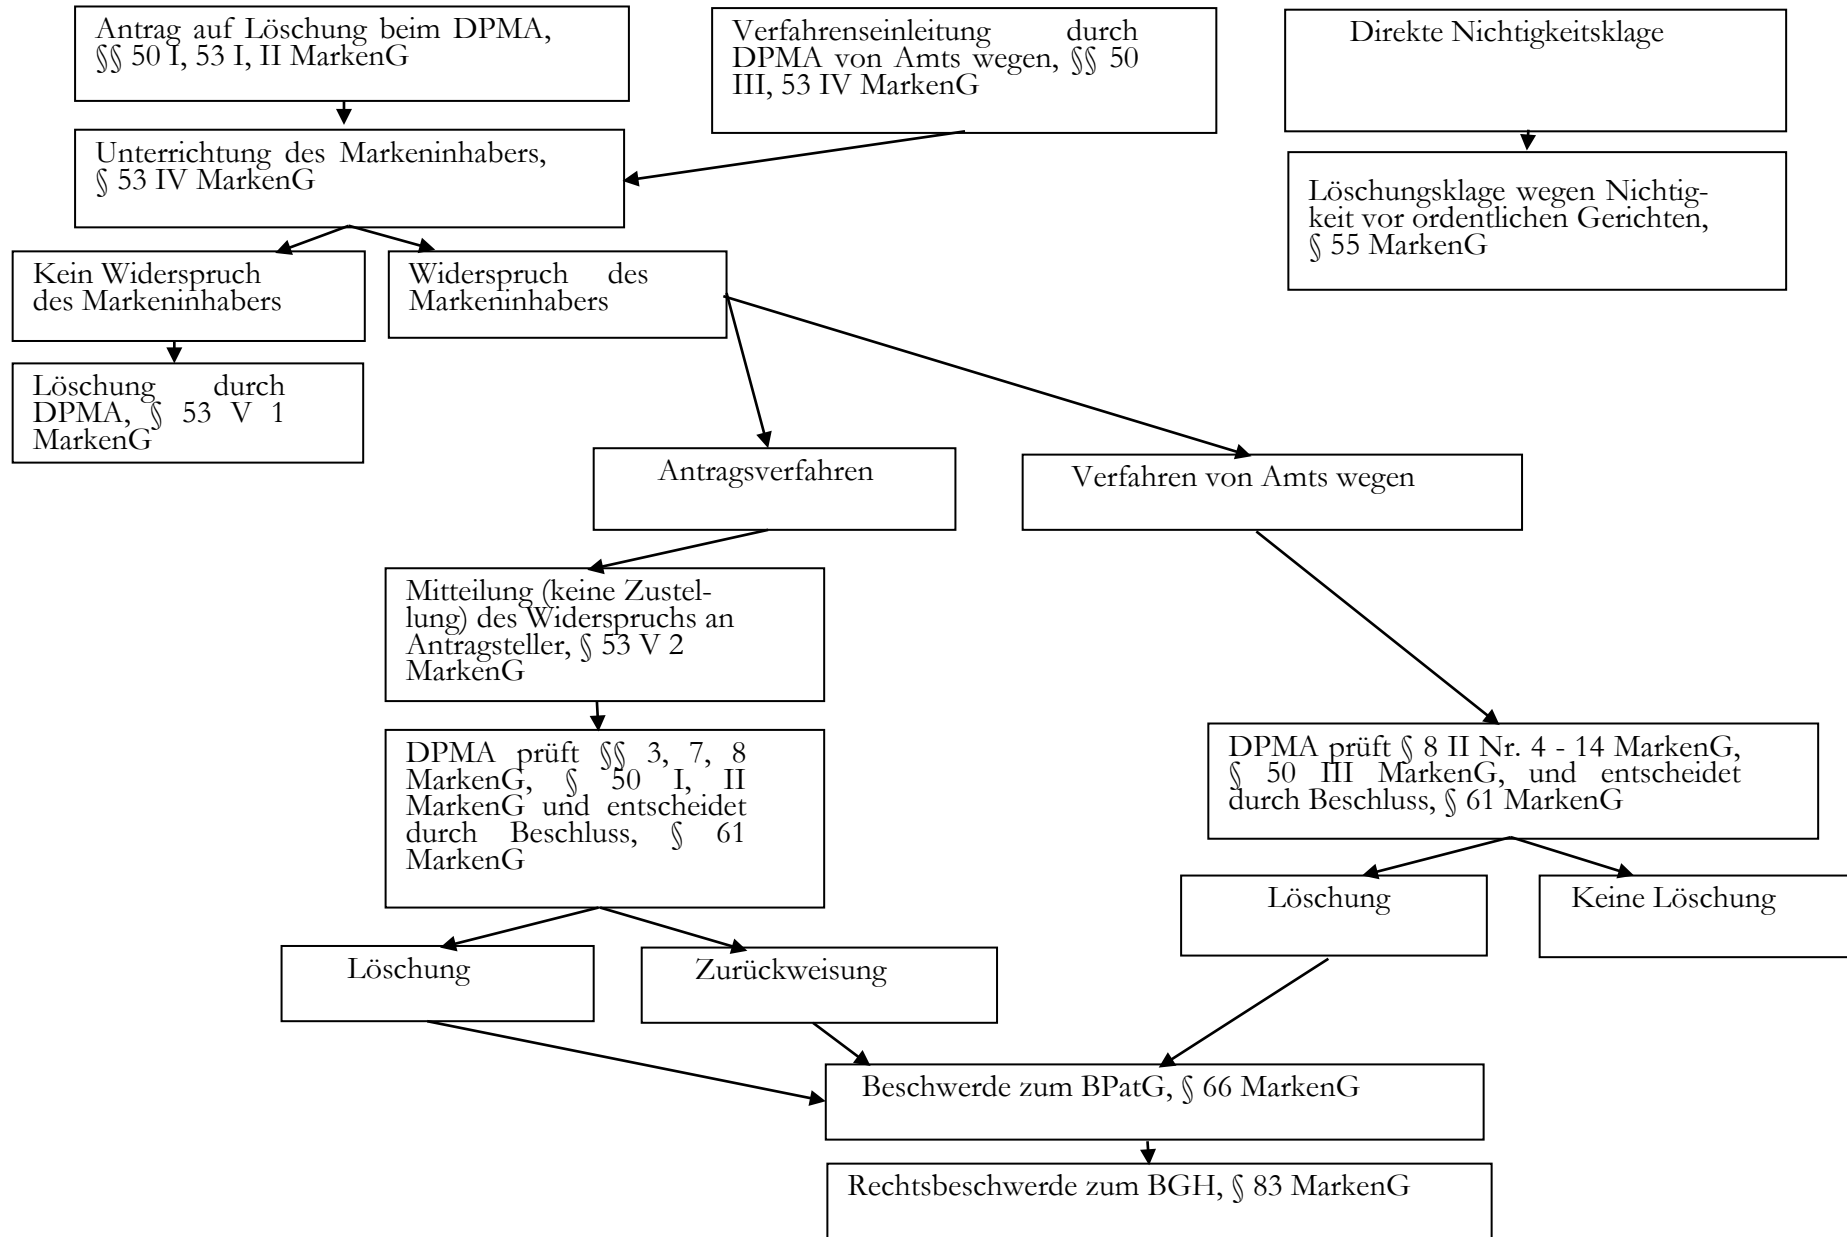 Antrag auf Löschung beim DPMA,
§§ 50 I, 53 I, II MarkenG
Verfahrenseinleitung durch
DPMA von Amts wegen, §§ 50
III, 53 IV MarkenG
Direkte Nichtigkeitsklage
Unterrichtung des Markeninhabers,
§ 53 IV MarkenG
Löschungsklage wegen Nichtig-
keit vor ordentlichen Gerichten,
§ 55 MarkenG
Kein Widerspruch
des Markeninhabers
Widerspruch des
Markeninhabers
Löschung durch
DPMA, § 53 V 1
MarkenG
Antragsverfahren
Verfahren von Amts wegen
Mitteilung (keine Zustel-
lung) des Widerspruchs an
Antragsteller, § 53 V 2
MarkenG
DPMA prüft §§ 3, 7, 8
MarkenG, § 50 I, II
MarkenG und entscheidet
durch Beschluss, § 61
MarkenG
DPMA prüft § 8 II Nr. 4 - 14 MarkenG,
§ 50 III MarkenG, und entscheidet
durch Beschluss, § 61 MarkenG
Löschung
Keine Löschung
Löschung
Zurückweisung
Beschwerde zum BPatG, § 66 MarkenG
Rechtsbeschwerde zum BGH, § 83 MarkenG